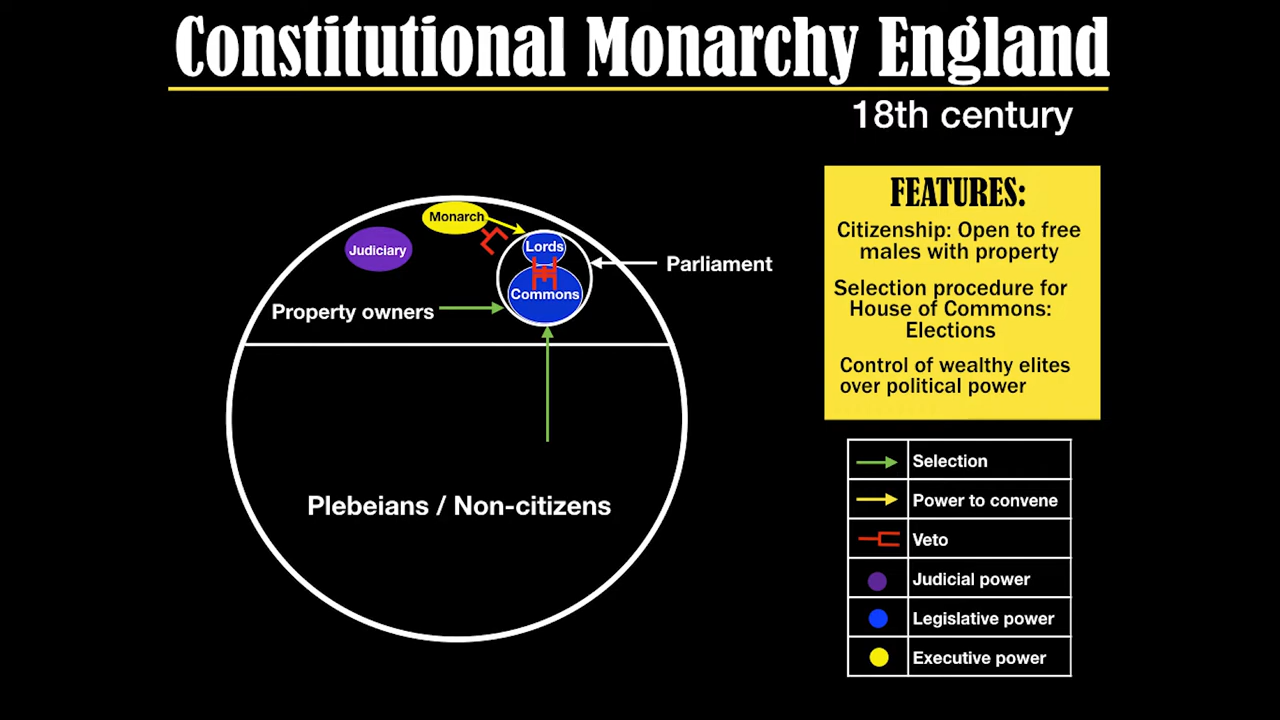 Constitutional Monarchy England
18th century
FEATURES:
Citizenship: Open to free
males with property
Selection procedure for
House of Commons:
Elections
Control of wealthy elites
over political power
Monarch
Judiciary
Lords
Parliament
Commons
Property owners
Plebeians / Non-citizens
Selection
Power to convene
Veto
Judicial power
Legislative power
Executive power